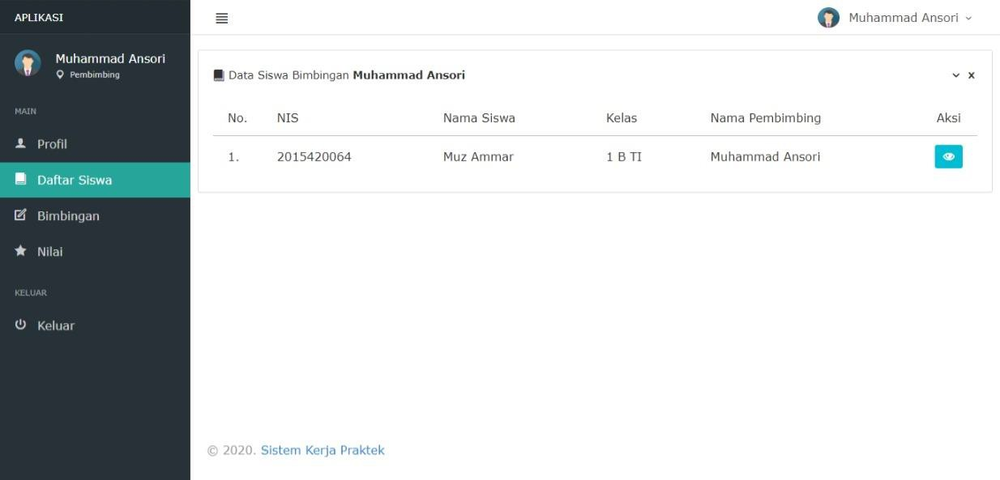 APLIKASI
Muhammad Ansori
Muhammad Ansori
Pembimbing
MAIN
Profil
Daftar Siswa
Bimbingan
Nilai
KELUAR
Keluar
Data Siswa Bimbingan Muhammad Ansori
No. NIS Nama Siswa Kelas Nama Pembimbing Aksi
1. 2015420064 Muz Ammar 1 B TI Muhammad Ansori
© 2020. Sistem Kerja Praktek